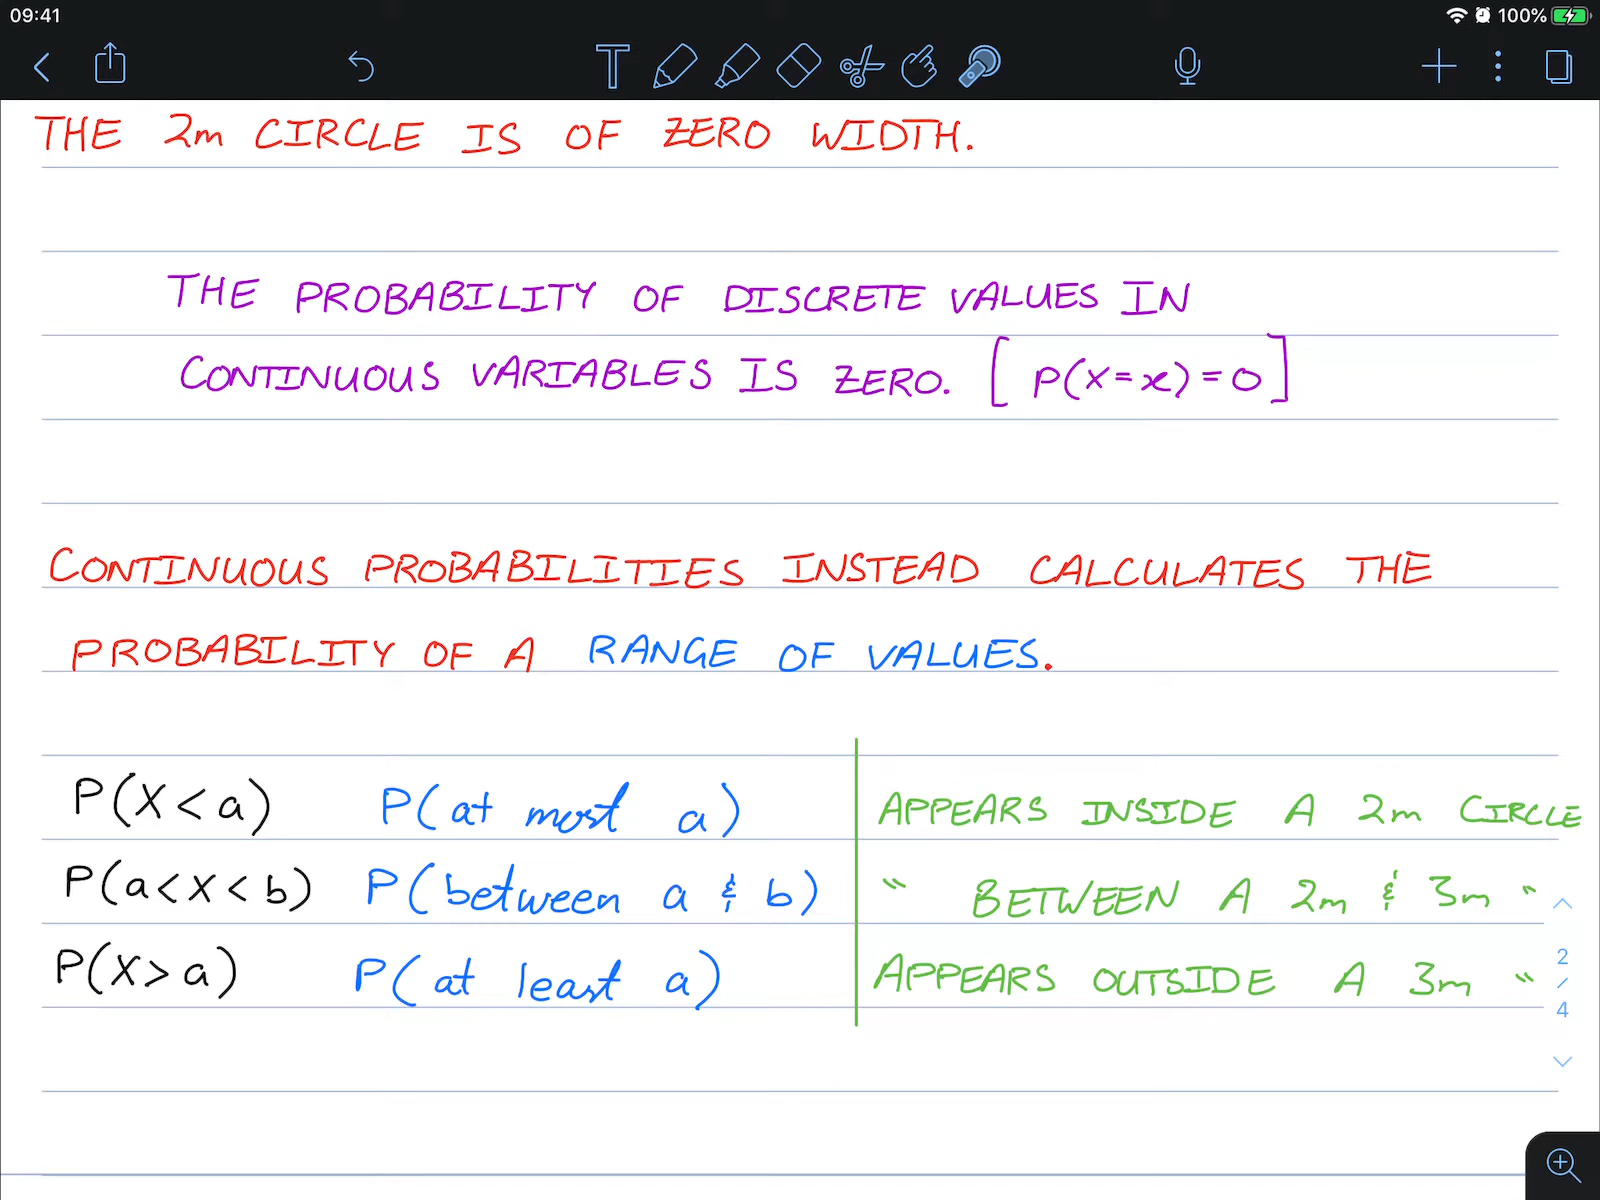 09:41 100%
T
THE 2m CIRCLE IS OF ZERO WIDTH.
THE PROBABILITY OF DISCRETE VALUES IN
CONTINUOUS VARIABLES IS ZERO. [P(X=x)=0]
CONTINUOUS PROBABILITIES INSTEAD CALCULATES THE
PROBABILITY OF A RANGE OF VALUES.
P(X<a) P(at most a) APPEARS INSIDE A 2m CIRCLE
P(a<X<b) P(between a & b) " BETWEEN A 2m & 3m "
P(X>a) P(at least a) APPEARS OUTSIDE A 3m "
2
/
4